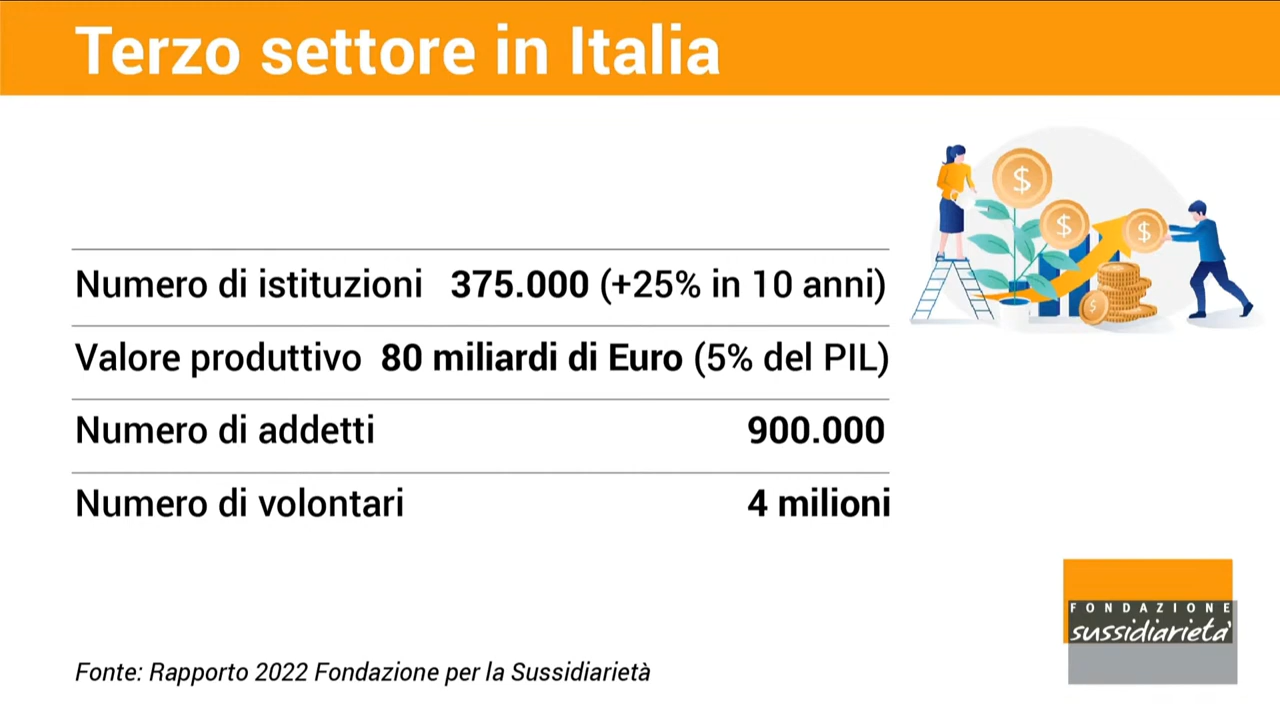 Terzo settore in Italia
$
$
$
$
Numero di istituzioni 375.000 (+25% in 10 anni)
Valore produttivo 80 miliardi di Euro (5% del PIL)
Numero di addetti 900.000
Numero di volontari 4 milioni
FONDAZIONE
sussidiarietà
Fonte: Rapporto 2022 Fondazione per la Sussidiarietà